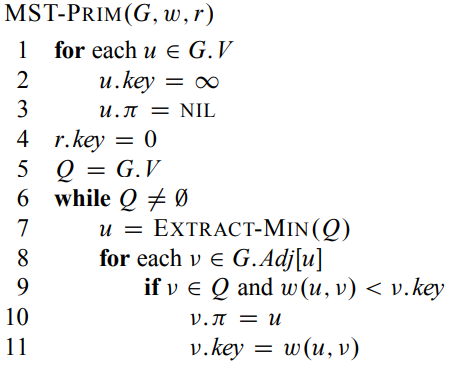 MST-PRIM(G, w, r)
1 for each u ∈ G.V
2 u.key = ∞
3 u.π = NIL
4 r.key = 0
5 Q = G.V
6 while Q ≠ ∅
7 u = EXTRACT-MIN(Q)
8 for each v ∈ G.Adj[u]
9 if v ∈ Q and w(u, v) < v.key
10 v.π = u
11 v.key = w(u, v)